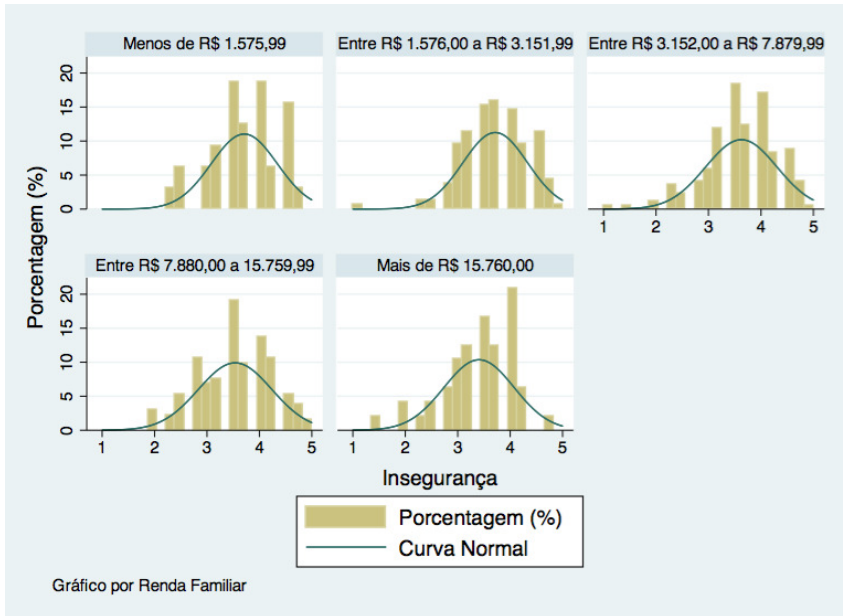 Menos de R$ 1.575,99
Entre R$ 1.576,00 a R$ 3.151,99
Entre R$ 3.152,00 a R$ 7.879,99
Porcentagem (%)
20
15
10
5
0
1 2 3 4 5
Entre R$ 7.880,00 a 15.759,99
Mais de R$ 15.760,00
20
15
10
5
0
1 2 3 4 5
1 2 3 4 5
Insegurança
Porcentagem (%)
Curva Normal
Gráfico por Renda Familiar